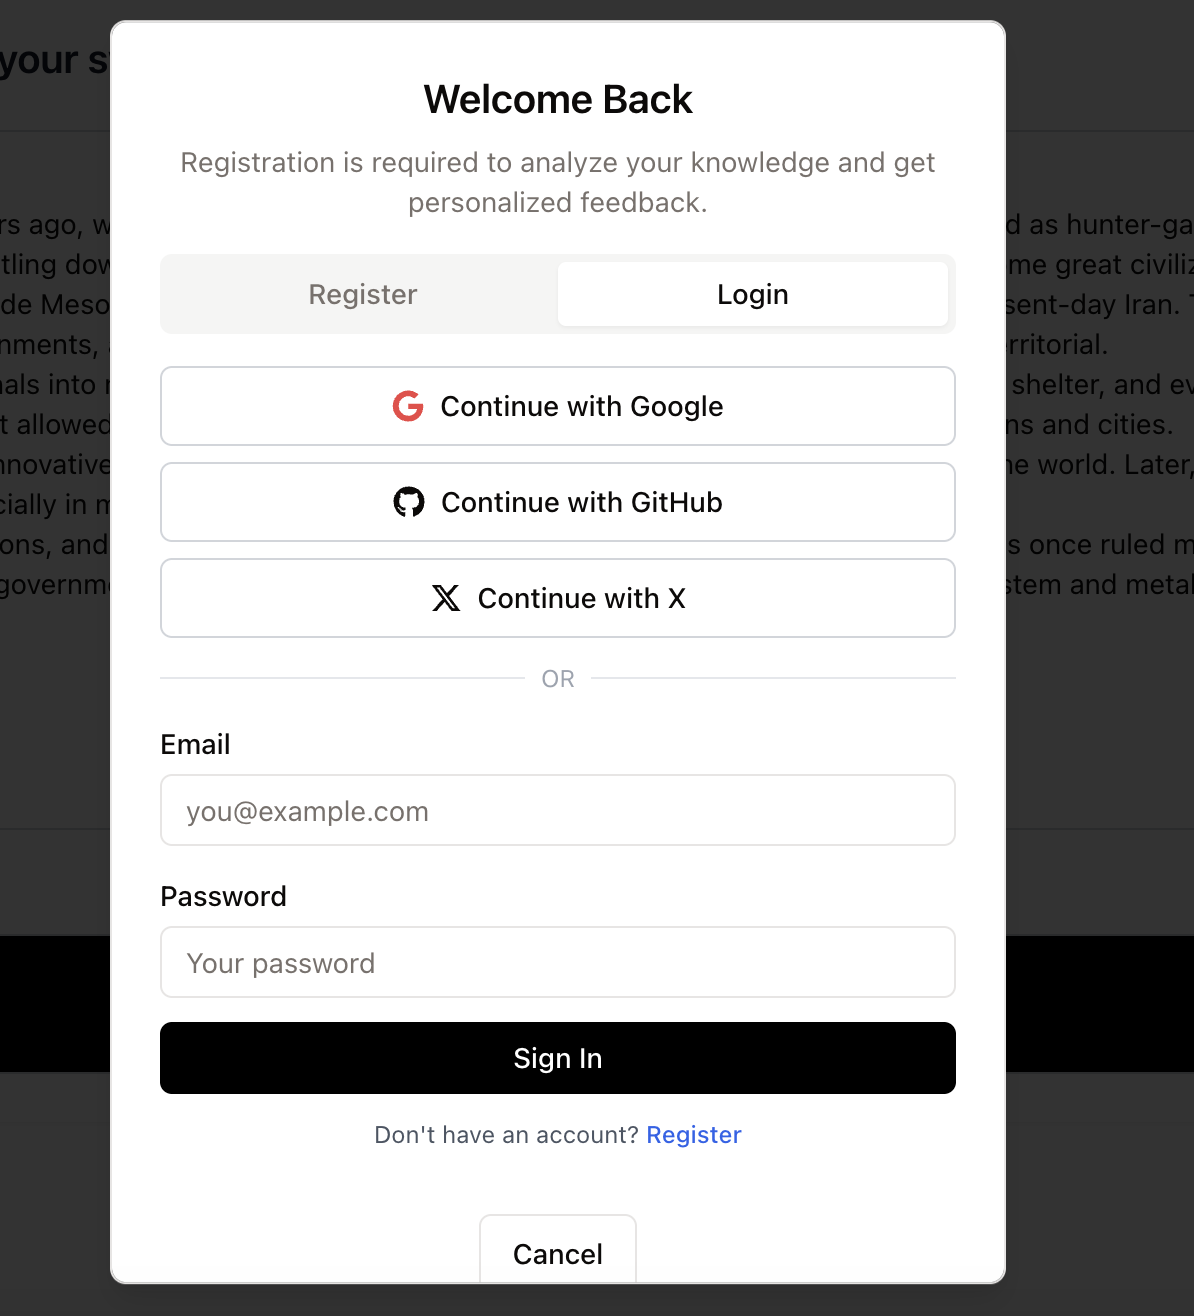 your s
Welcome Back
Registration is required to analyze your knowledge and get
personalized feedback.
rs ago, w
d as hunter-ga
Register
Login
tling dow
me great civiliz
de Meso
sent-day Iran.
nments,
erritorial.
als into
shelter, and ev
Continue with Google
t allowed
ns and cities.
nnovative
he world. Later,
Continue with GitHub
cially in m
ons, and
s once ruled m
governme
stem and metal
Continue with X
OR
Email
you@example.com
Password
Your password
Sign In
Don't have an account? Register
Cancel